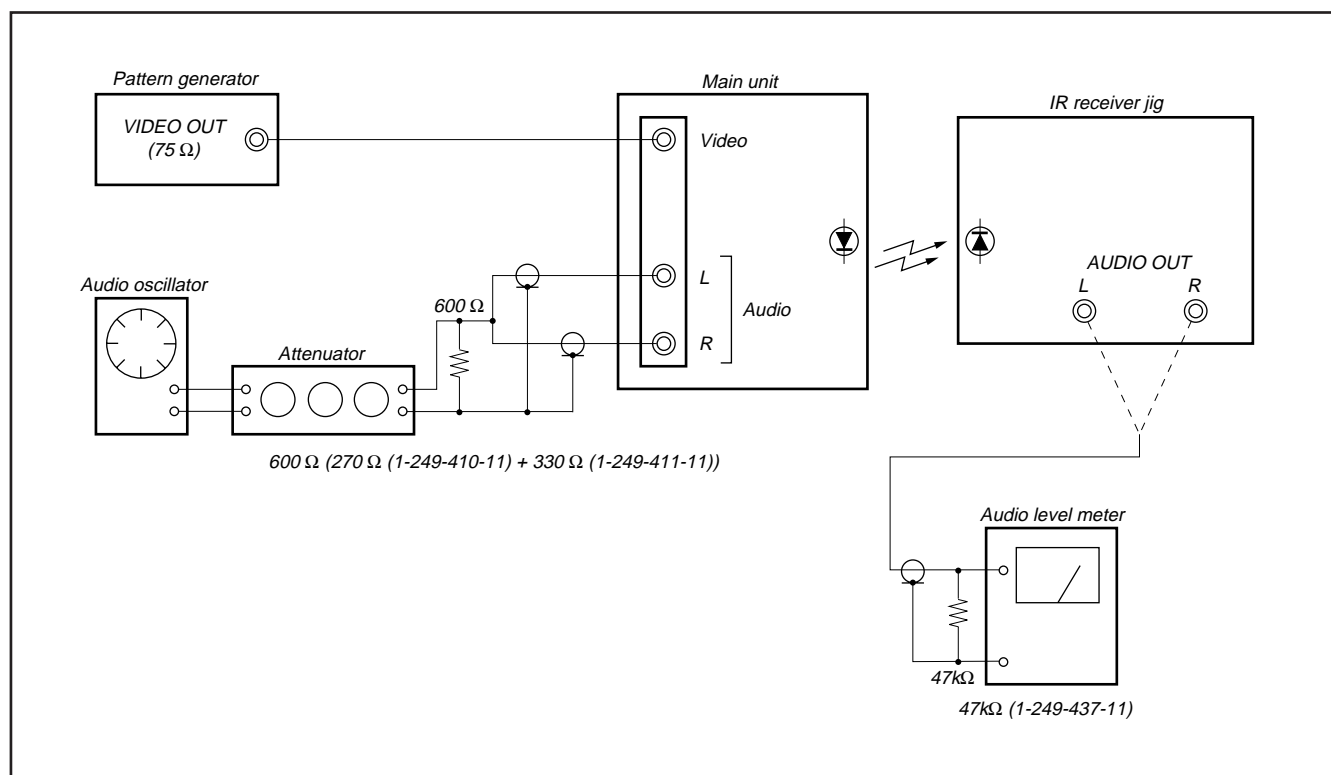 Pattern generator
VIDEO OUT
(75 Ω)
Main unit
Video
L
R
Audio
IR receiver jig
AUDIO OUT
L
R
Audio oscillator
Attenuator
600 Ω
600 Ω (270 Ω (1-249-410-11) + 330 Ω (1-249-411-11))
Audio level meter
47kΩ
47kΩ (1-249-437-11)